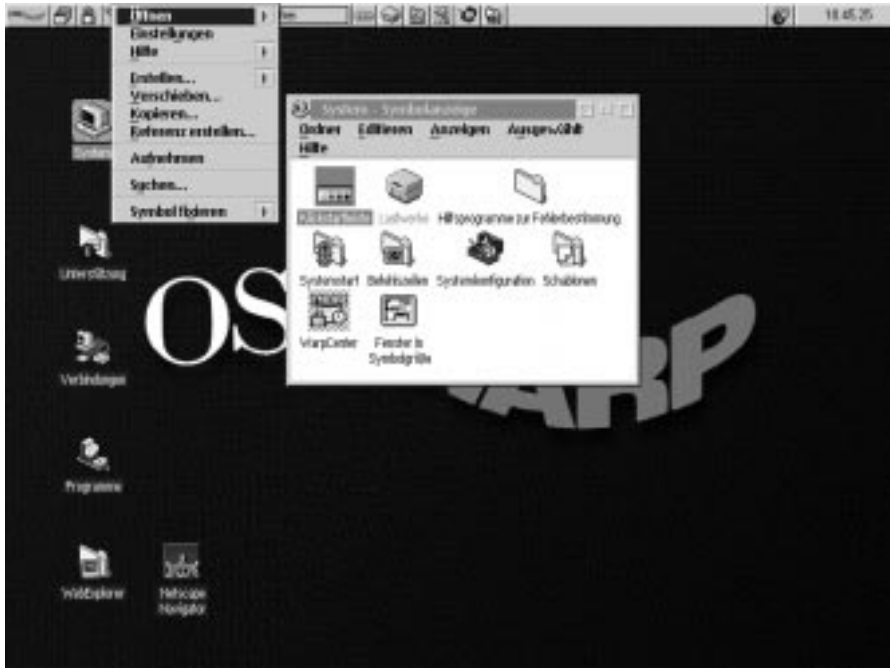 18.45.25
Öffnen
Einstellungen
Hilfe
Erstellen...
Verschieben...
Kopieren...
Referenz erstellen...
Aufnehmen
Suchen...
Symbol fixieren
System - Symbolanzeige
Ordner Editieren Anzeigen Ausgewählt
Hilfe
Laufwerke Hilfsprogramme zur Fehlerbestimmung
Systemstart Befehlszeilen Systemkonfiguration Schablonen
WarpCenter Fenster in
Symbolgröße
System
Unterstützung
OS
ARP
Verbindungen
Programme
WebExplorer Netscape
Navigator